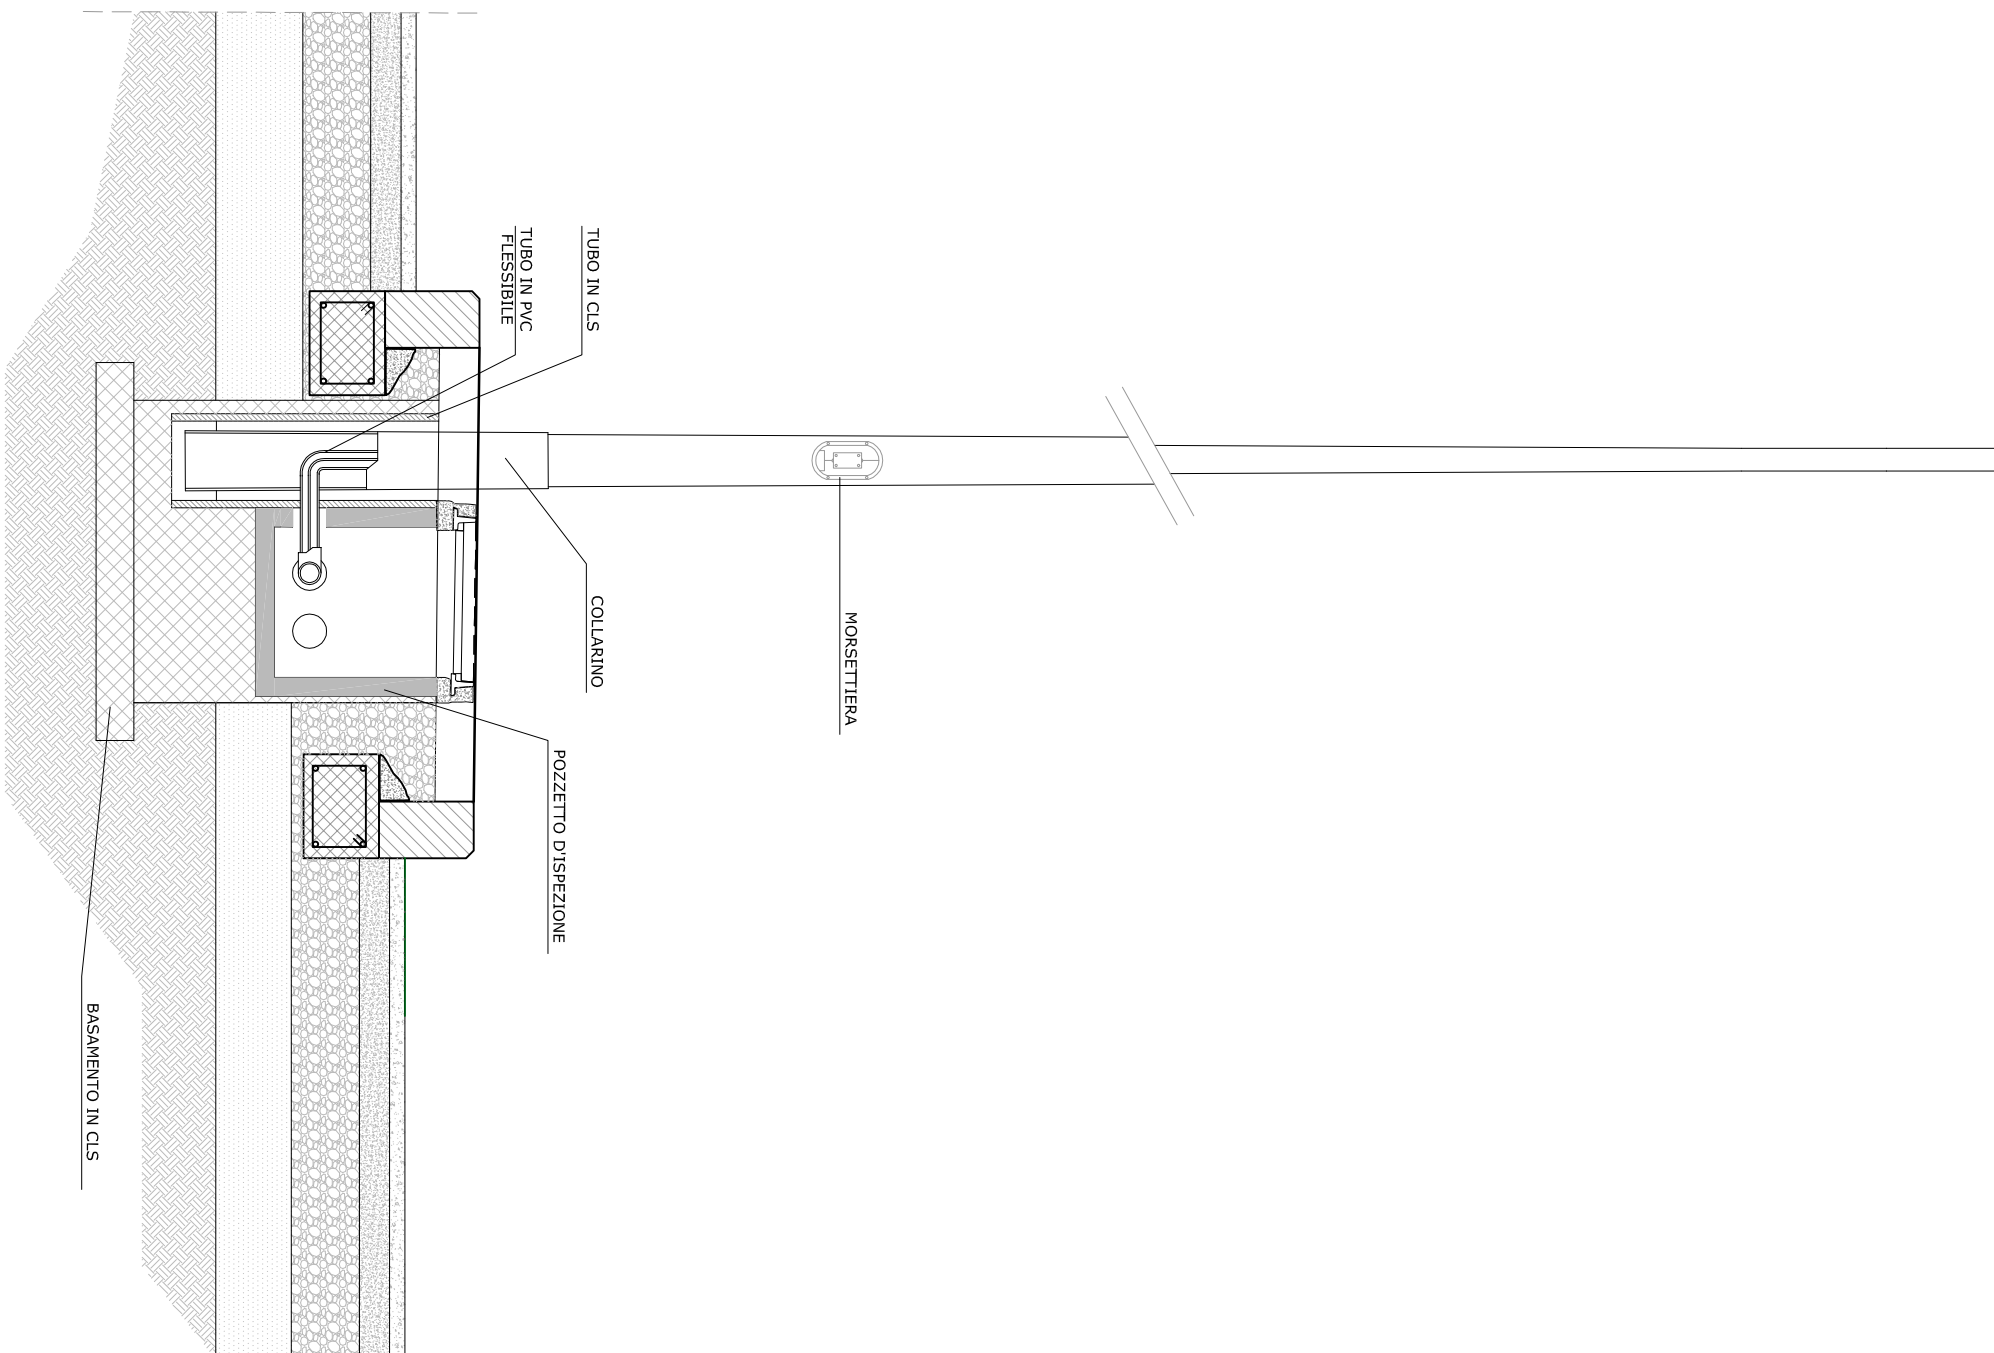 MORSETTIERA
TUBO IN CLS
COLLARINO
POZZETTO D'ISPEZIONE
TUBO IN PVC
FLESSIBILE
BASAMENTO IN CLS